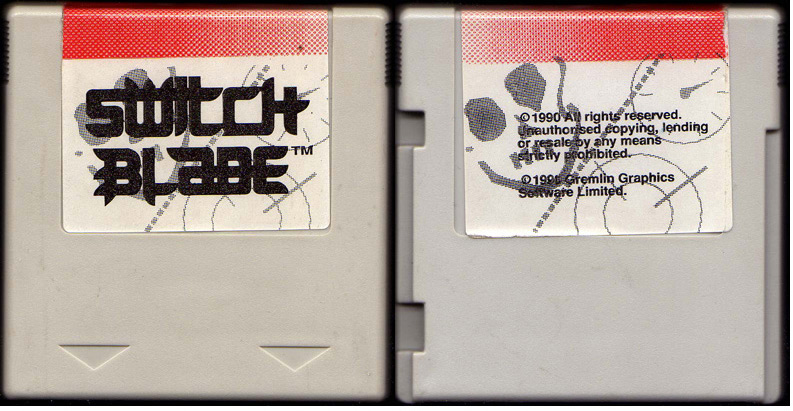 SWITCH
BLADE™
©1990 All rights reserved.
Unauthorised copying, lending
or resale by any means
strictly prohibited.
©1990 Gremlin Graphics
Software Limited.